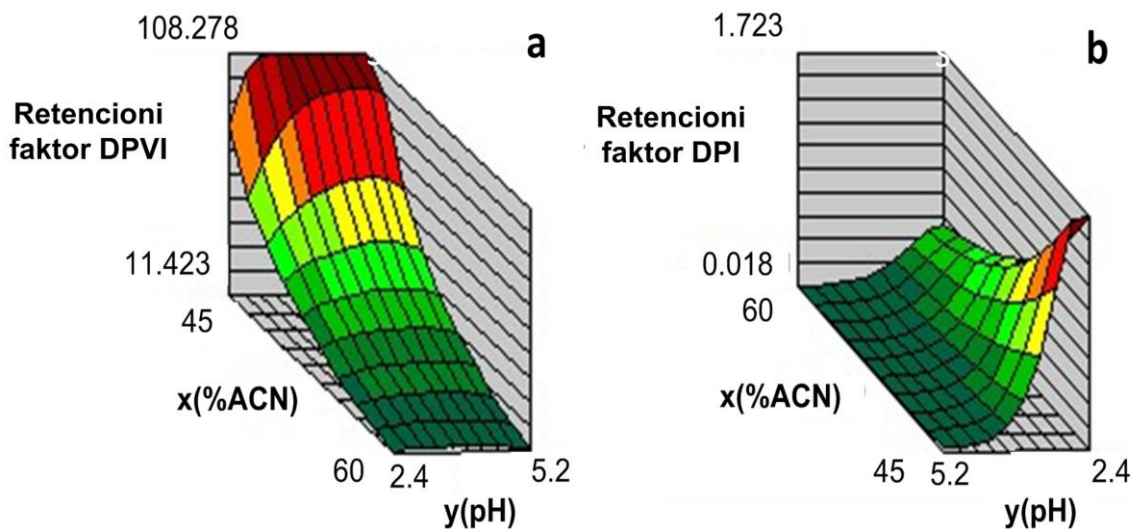 108.278
a
Retencioni
faktor DPVI
11.423
45
x(%ACN)
60
2.4
5.2
y(pH)
1.723
b
Retencioni
faktor DPI
0.018
60
x(%ACN)
45
5.2
2.4
y(pH)